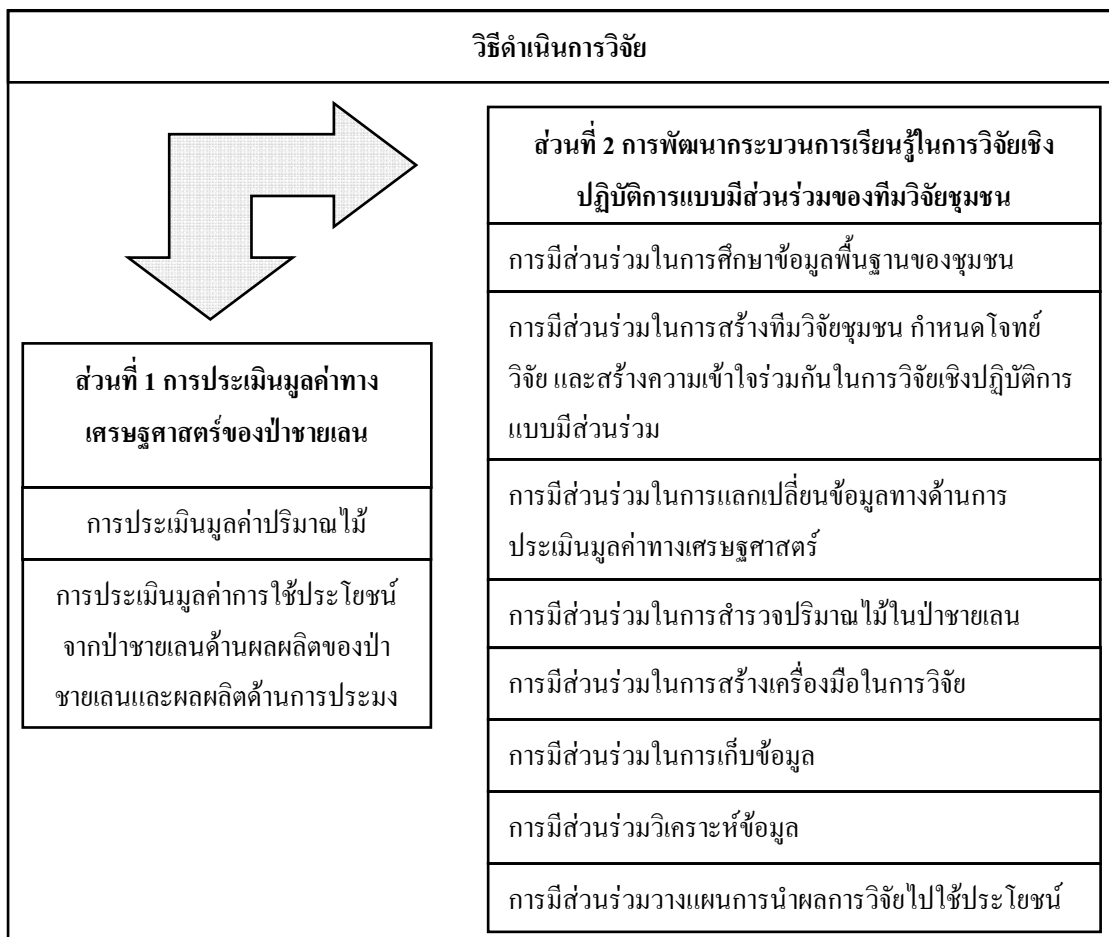 วิธีดำเนินการวิจัย
ส่วนที่ 1 การประเมินมูลค่าทาง
เศรษฐศาสตร์ของป่าชายเลน
การประเมินมูลค่าปริมาณไม้
การประเมินมูลค่าการใช้ประโยชน์
จากป่าชายเลนด้านผลผลิตของป่า
ชายเลนและผลผลิตด้านการประมง
ส่วนที่ 2 การพัฒนากระบวนการเรียนรู้ในการวิจัยเชิง
ปฏิบัติการแบบมีส่วนร่วมของทีมวิจัยชุมชน
การมีส่วนร่วมในการศึกษาข้อมูลพื้นฐานของชุมชน
การมีส่วนร่วมในการสร้างทีมวิจัยชุมชน กำหนดโจทย์
วิจัย และสร้างความเข้าใจร่วมกันในการวิจัยเชิงปฏิบัติการ
แบบมีส่วนร่วม
การมีส่วนร่วมในการแลกเปลี่ยนข้อมูลทางด้านการ
ประเมินมูลค่าทางเศรษฐศาสตร์
การมีส่วนร่วมในการสำรวจปริมาณไม้ในป่าชายเลน
การมีส่วนร่วมในการสร้างเครื่องมือในการวิจัย
การมีส่วนร่วมในการเก็บข้อมูล
การมีส่วนร่วมวิเคราะห์ข้อมูล
การมีส่วนร่วมวางแผนการนำผลการวิจัยไปใช้ประโยชน์